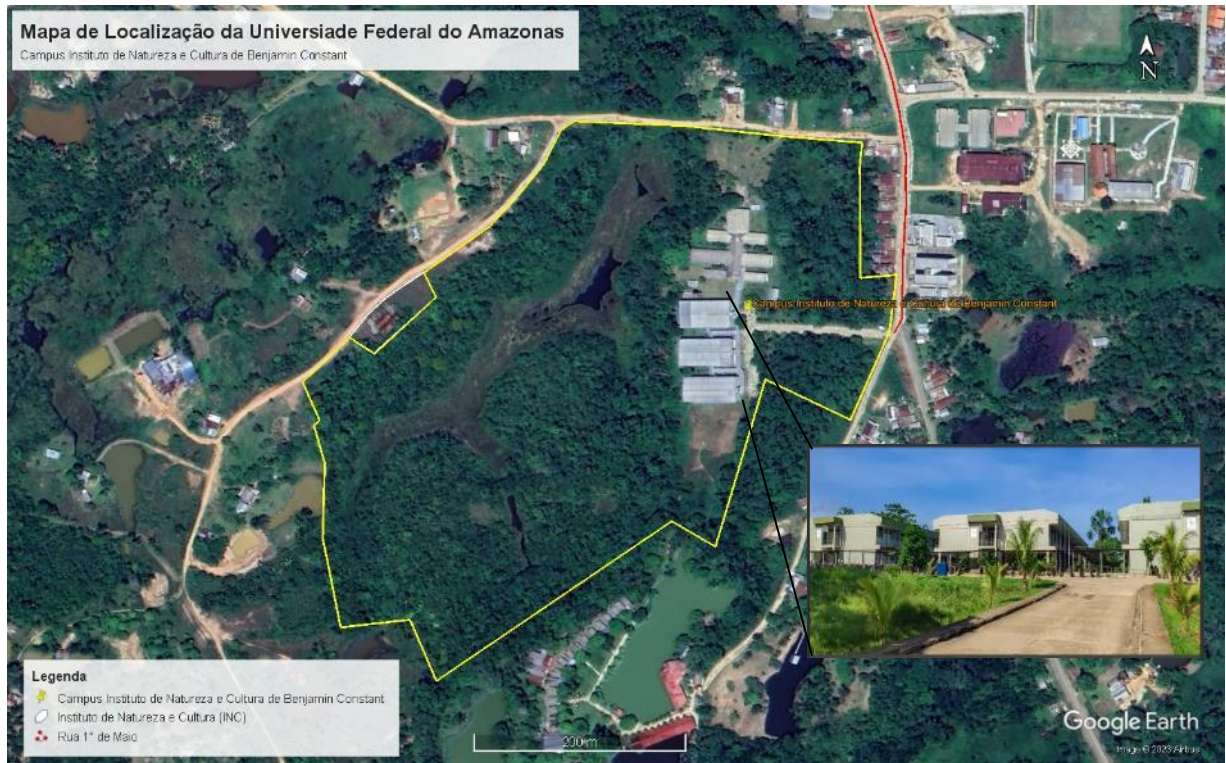 Mapa de Localização da Universiade Federal do Amazonas
Campus Instituto de Natureza e Cultura de Benjamin Constant
N
Campus Instituto de Natureza e Cultura de Benjamin Constant
Legenda
Campus Instituto de Natureza e Cultura de Benjamin Constant
Instituto de Natureza e Cultura (INC)
Rua 1° de Maio
200 m
Google Earth
Image © 2023 Airbus